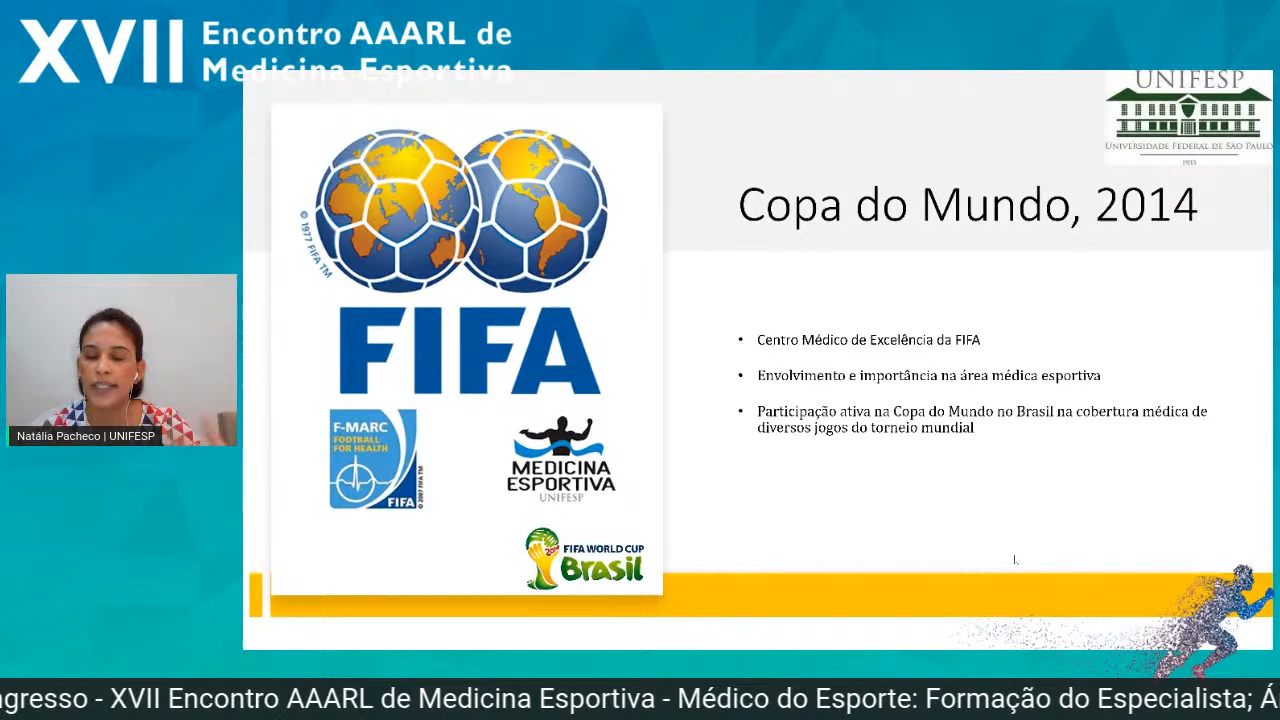 XVII
Encontro AAARL de
Medicina Esportiva
UNIFESP
UNIVERSIDADE FEDERAL DE SÃO PAULO
1933
Copa do Mundo, 2014
© 1977 FIFA TM
FIFA
F-MARC
FOOTBALL
FOR HEALTH
FIFA
© 2007 FIFA TM
MEDICINA
ESPORTIVA
UNIFESP
FIFA WORLD CUP
Brasil
• Centro Médico de Excelência da FIFA
• Envolvimento e importância na área médica esportiva
• Participação ativa na Copa do Mundo no Brasil na cobertura médica de
diversos jogos do torneio mundial
Natália Pacheco | UNIFESP
ngresso - XVII Encontro AAARL de Medicina Esportiva - Médico do Esporte: Formação do Especialista; Á